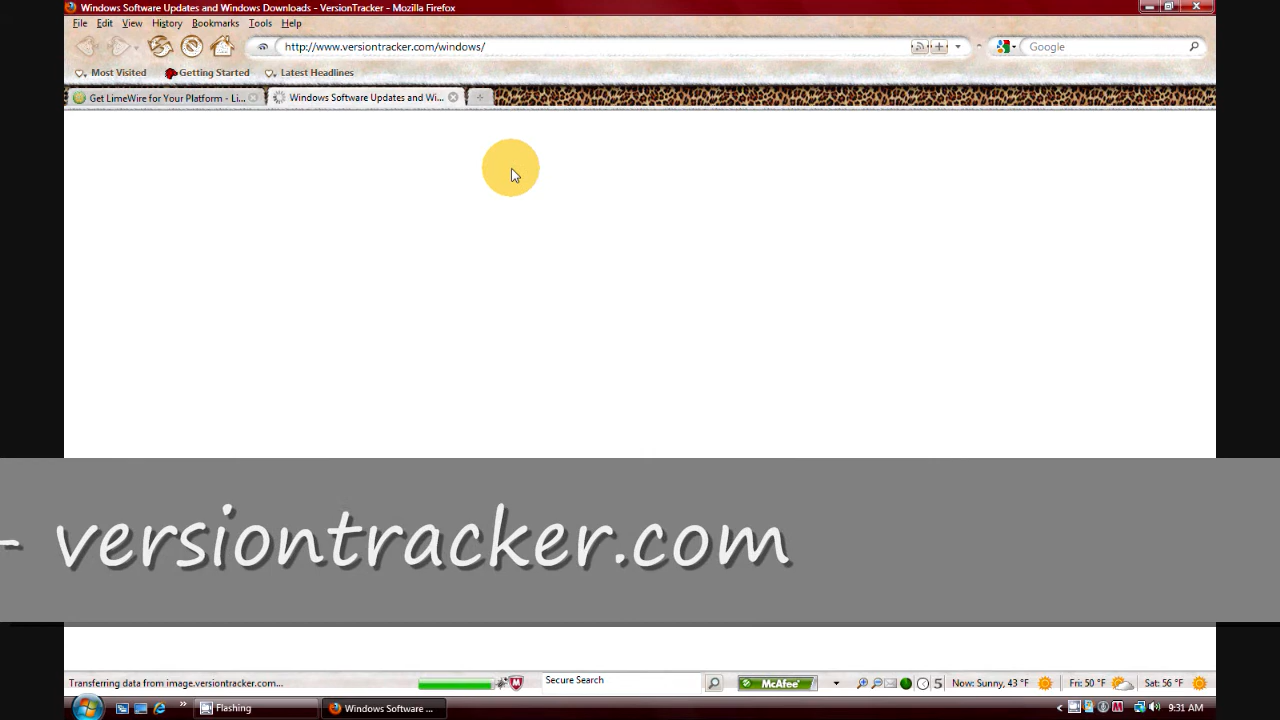 Windows Software Updates and Windows Downloads - VersionTracker - Mozilla Firefox
File Edit View History Bookmarks Tools Help
http://www.versiontracker.com/windows/
Google
Most Visited Getting Started Latest Headlines
Get LimeWire for Your Platform - Li... Windows Software Updates and Wi...
- versiontracker.com
Transferring data from image.versiontracker.com... Secure Search McAfee 5 Now: Sunny, 43 °F Fri: 50 °F Sat: 56 °F
Flashing Windows Software ... 9:31 AM